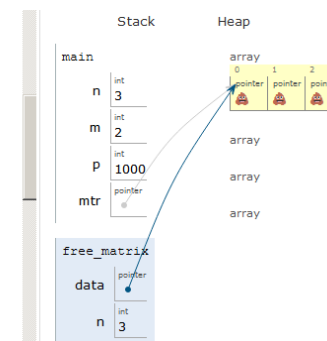 Stack Heap
main array
0 1 2
pointer pointer
n int 3
m int 2
array
p int 1000
array
mtr pointer
array
free_matrix
data pointer
n int 3